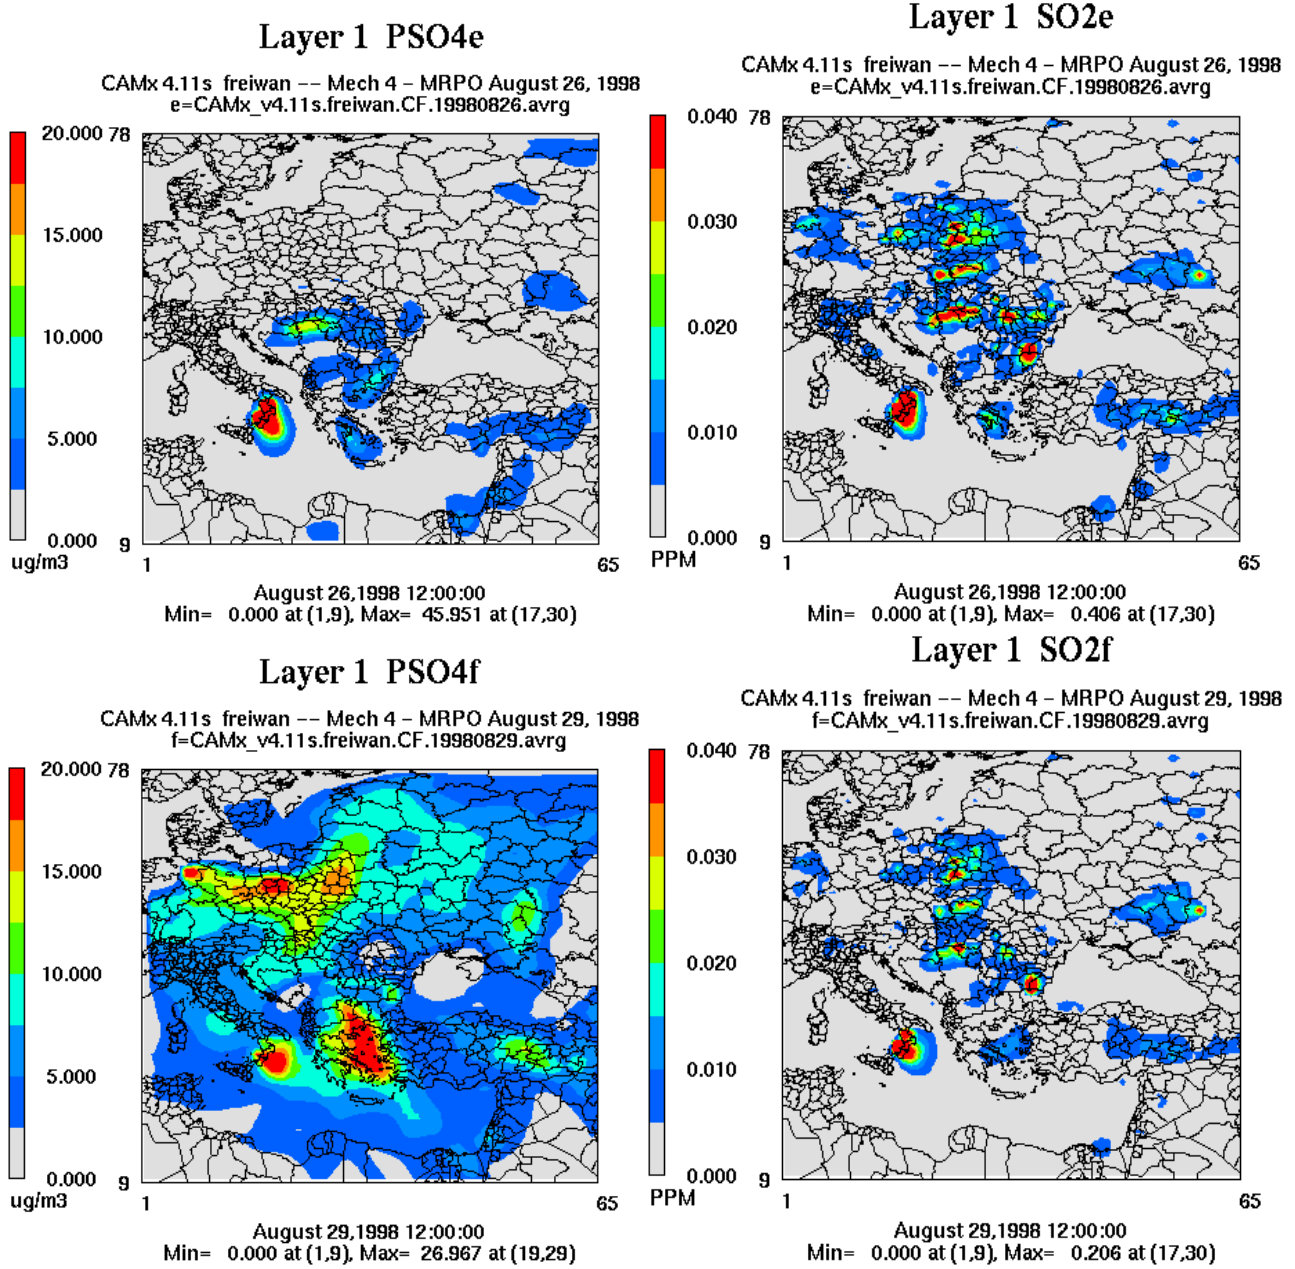 Layer 1 PSO4e
CAMx 4.11s freiwan -- Mech 4 - MRPO August 26, 1998
e=CAMx_v4.11s.freiwan.CF.19980826.avrg
20.000
15.000
10.000
5.000
0.000
ug/m3
78
9
1
65
August 26,1998 12:00:00
Min= 0.000 at (1,9), Max= 45.951 at (17,30)
Layer 1 SO2e
CAMx 4.11s freiwan -- Mech 4 - MRPO August 26, 1998
e=CAMx_v4.11s.freiwan.CF.19980826.avrg
0.040
0.030
0.020
0.010
0.000
PPM
78
9
1
65
August 26,1998 12:00:00
Min= 0.000 at (1,9), Max= 0.406 at (17,30)
Layer 1 PSO4f
CAMx 4.11s freiwan -- Mech 4 - MRPO August 29, 1998
f=CAMx_v4.11s.freiwan.CF.19980829.avrg
20.000
15.000
10.000
5.000
0.000
ug/m3
78
9
1
65
August 29,1998 12:00:00
Min= 0.000 at (1,9), Max= 26.967 at (19,29)
Layer 1 SO2f
CAMx 4.11s freiwan -- Mech 4 - MRPO August 29, 1998
f=CAMx_v4.11s.freiwan.CF.19980829.avrg
0.040
0.030
0.020
0.010
0.000
PPM
78
9
1
65
August 29,1998 12:00:00
Min= 0.000 at (1,9), Max= 0.206 at (17,30)